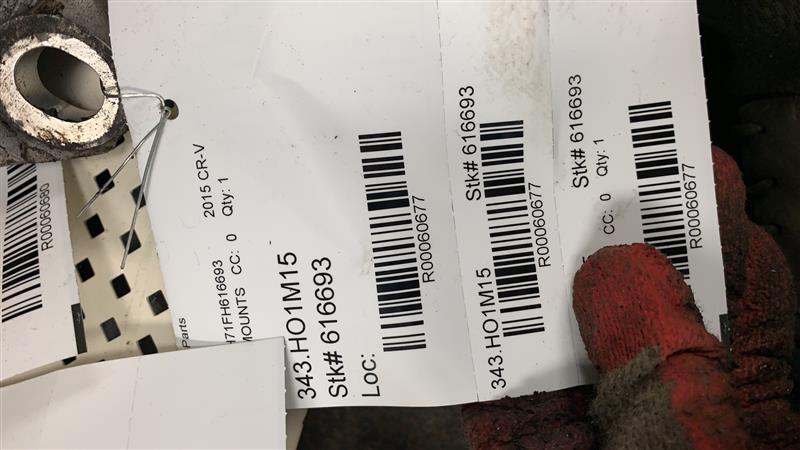 Parts
H71FH616693 2015 CR-V
MOUNTS CC: 0 Qty: 1
343.HO1M15
Stk# 616693
Loc:
R00060677
343.HO1M15 Stk# 616693
R00060677
Stk# 616693
CC: 0 Qty: 1
R00060677
R00060680